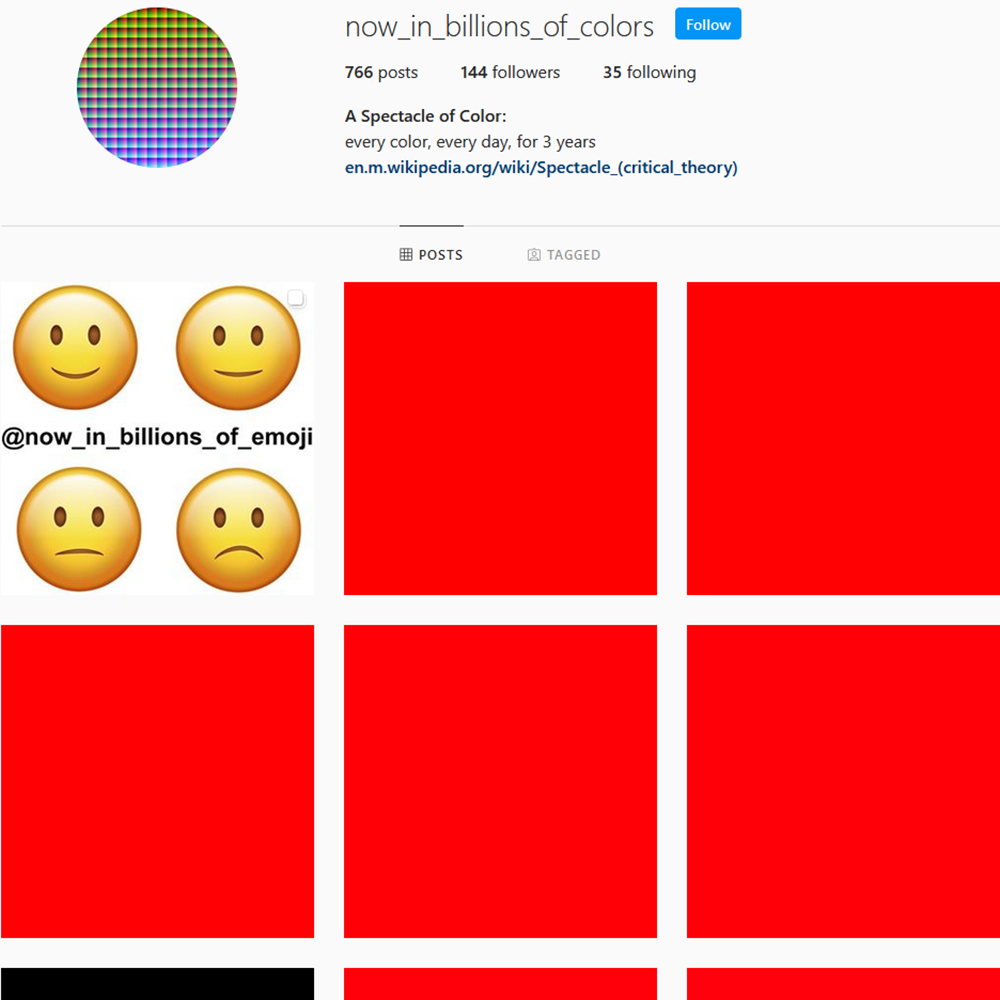 now_in_billions_of_colors Follow
766 posts 144 followers 35 following
A Spectacle of Color:
every color, every day, for 3 years
en.m.wikipedia.org/wiki/Spectacle_(critical_theory)
POSTS TAGGED
@now_in_billions_of_emoji